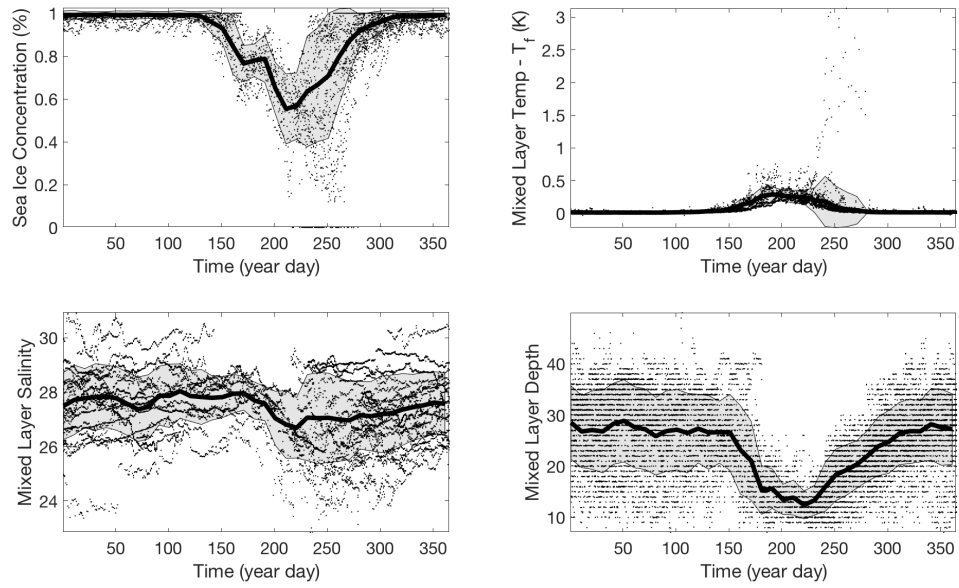 Sea Ice Concentration (%)
1
0.8
0.6
0.4
0.2
0
50 100 150 200 250 300 350
Time (year day)
Mixed Layer Temp - T_f (K)
3
2.5
2
1.5
1
0.5
0
50 100 150 200 250 300 350
Time (year day)
Mixed Layer Salinity
30
28
26
24
50 100 150 200 250 300 350
Time (year day)
Mixed Layer Depth
50
40
30
20
10
50 100 150 200 250 300 350
Time (year day)